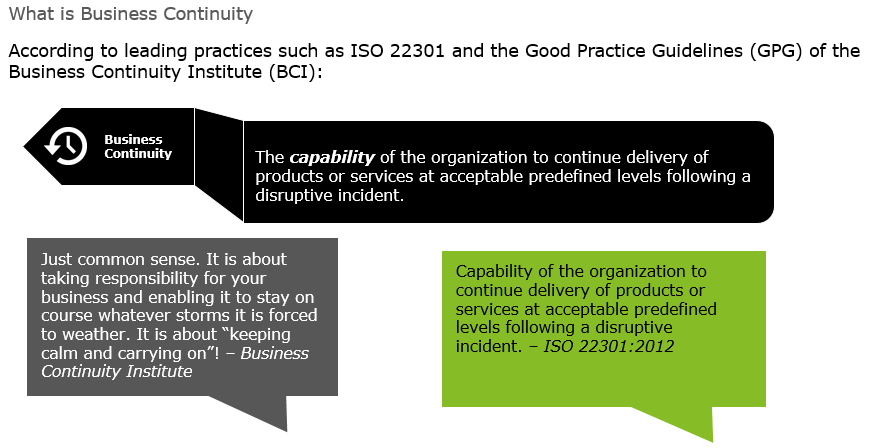 What is Business Continuity
According to leading practices such as ISO 22301 and the Good Practice Guidelines (GPG) of the
Business Continuity Institute (BCI):
Business
Continuity
The capability of the organization to continue delivery of
products or services at acceptable predefined levels following a
disruptive incident.
Just common sense. It is about
taking responsibility for your
business and enabling it to stay on
course whatever storms it is forced
to weather. It is about “keeping
calm and carrying on”! – Business
Continuity Institute
Capability of the organization to
continue delivery of products or
services at acceptable predefined
levels following a disruptive
incident. – ISO 22301:2012